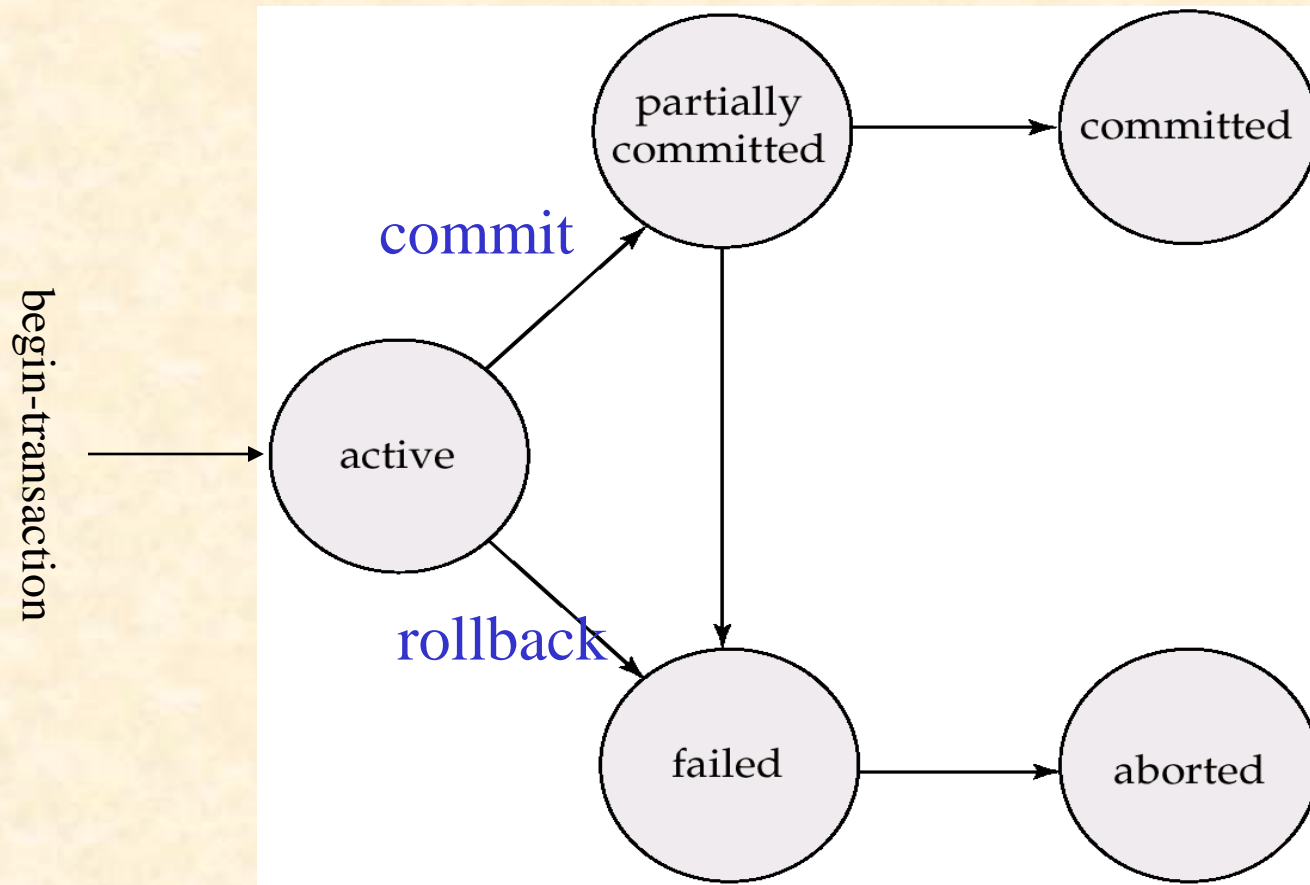 partially
committed
committed
commit
begin-transaction
active
rollback
failed
aborted